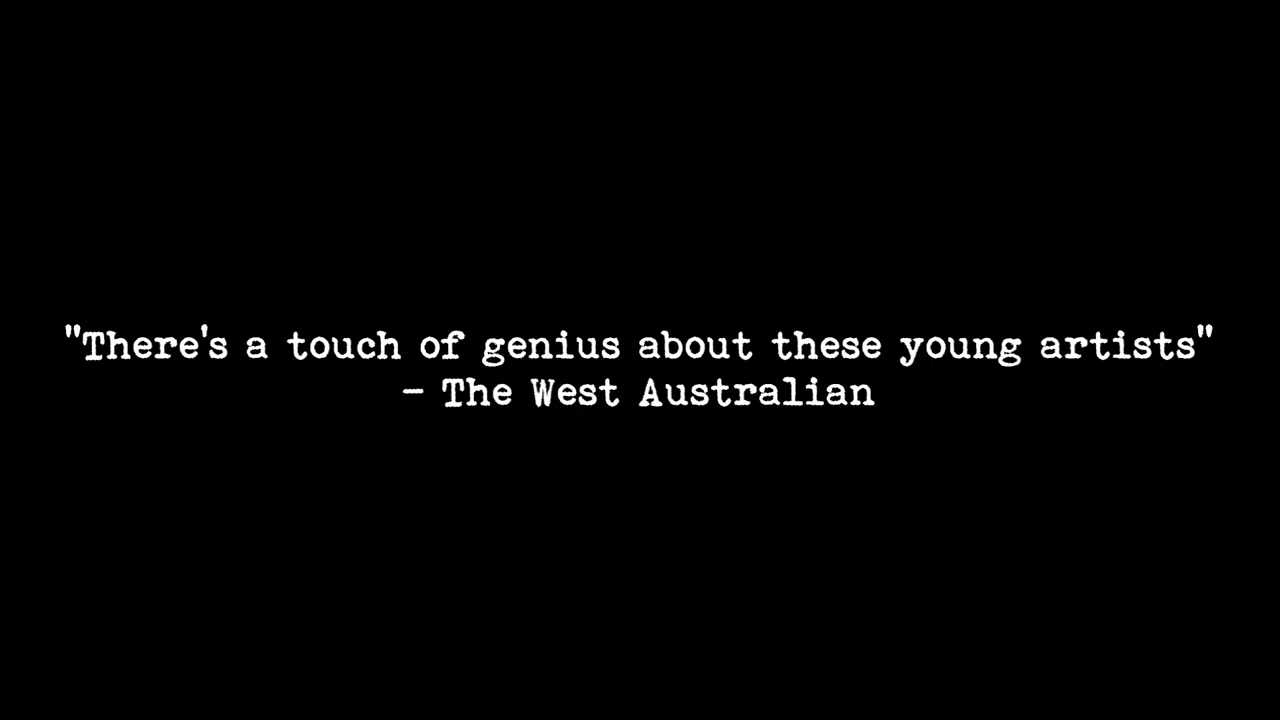 "There's a touch of genius about these young artists"
- The West Australian